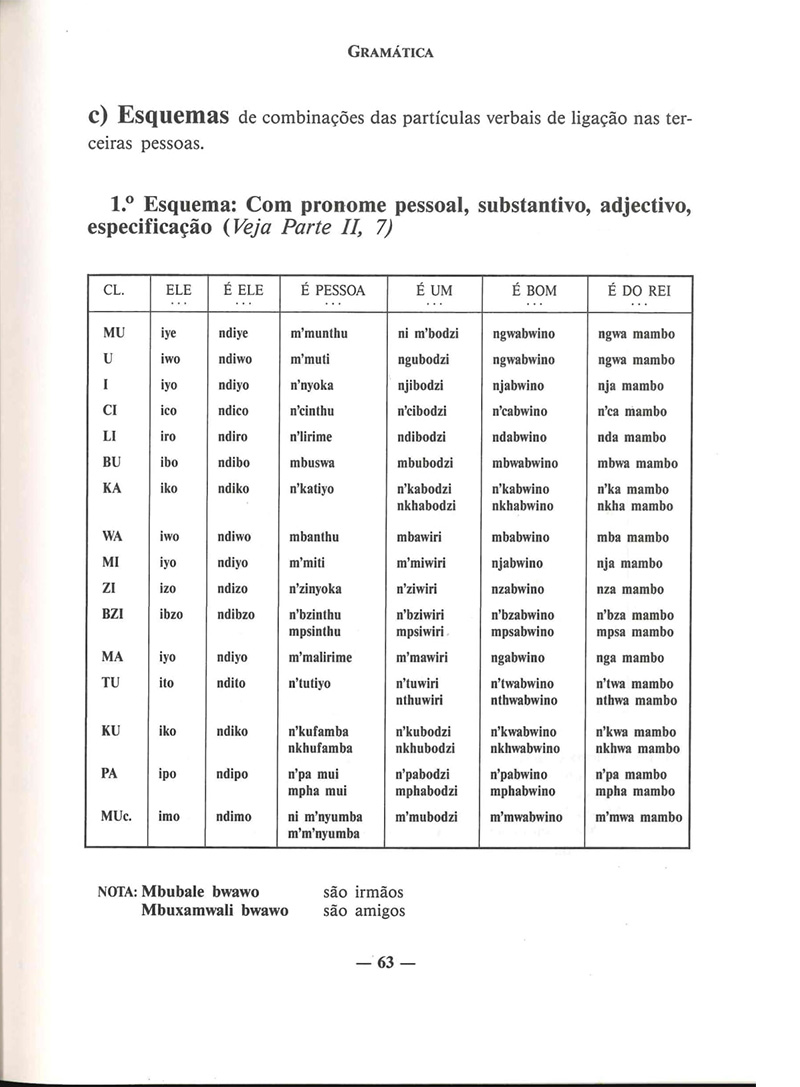 GRAMÁTICA
c) Esquemas de combinações das partículas verbais de ligação nas ter-
ceiras pessoas.
1.º Esquema: Com pronome pessoal, substantivo, adjectivo,
especificação (Veja Parte II, 7)
CL. ELE ... É ELE ... É PESSOA ... É UM ... É BOM ... É DO REI ...
MU iye ndiye m'munthu ni m'bodzi ngwabwino ngwa mambo
U iwo ndiwo m'muti ngubodzi ngwabwino ngwa mambo
I iyo ndiyo n'nyoka njibodzi njabwino nja mambo
CI ico ndico n'cinthu n'cibodzi n'cabwino n'ca mambo
LI iro ndiro n'lirime ndibodzi ndabwino nda mambo
BU ibo ndibo mbuswa mbubodzi mbwabwino mbwa mambo
KA iko ndiko n'katiyo n'kabodzi n'kabwino n'ka mambo
nkhabodzi nkhabwino nkha mambo
WA iwo ndiwo mbanthu mbawiri mbabwino mba mambo
MI iyo ndiyo m'miti m'miwiri njabwino nja mambo
ZI izo ndizo n'zinyoka n'ziwiri nzabwino nza mambo
BZI ibzo ndibzo n'bzinthu n'bziwiri n'bzabwino n'bza mambo
mpsinthu mpsiwiri mpsabwino mpsa mambo
MA iyo ndiyo m'malirime m'mawiri ngabwino nga mambo
TU ito ndito n'tutiyo n'tuwiri n'twabwino n'twa mambo
nthuwiri nthwabwino nthwa mambo
KU iko ndiko n'kufamba n'kubodzi n'kwabwino n'kwa mambo
nkhufamba nkhubodzi nkhwabwino nkhwa mambo
PA ipo ndipo n'pa mui n'pabodzi n'pabwino n'pa mambo
mpha mui mphabodzi mphabwino mpha mambo
MUc. imo ndimo ni m'nyumba m'mubodzi m'mwabwino m'mwa mambo
m'm'nyumba
NOTA: Mbubale bwawo são irmãos
Mbuxamwali bwawo são amigos
— 63 —